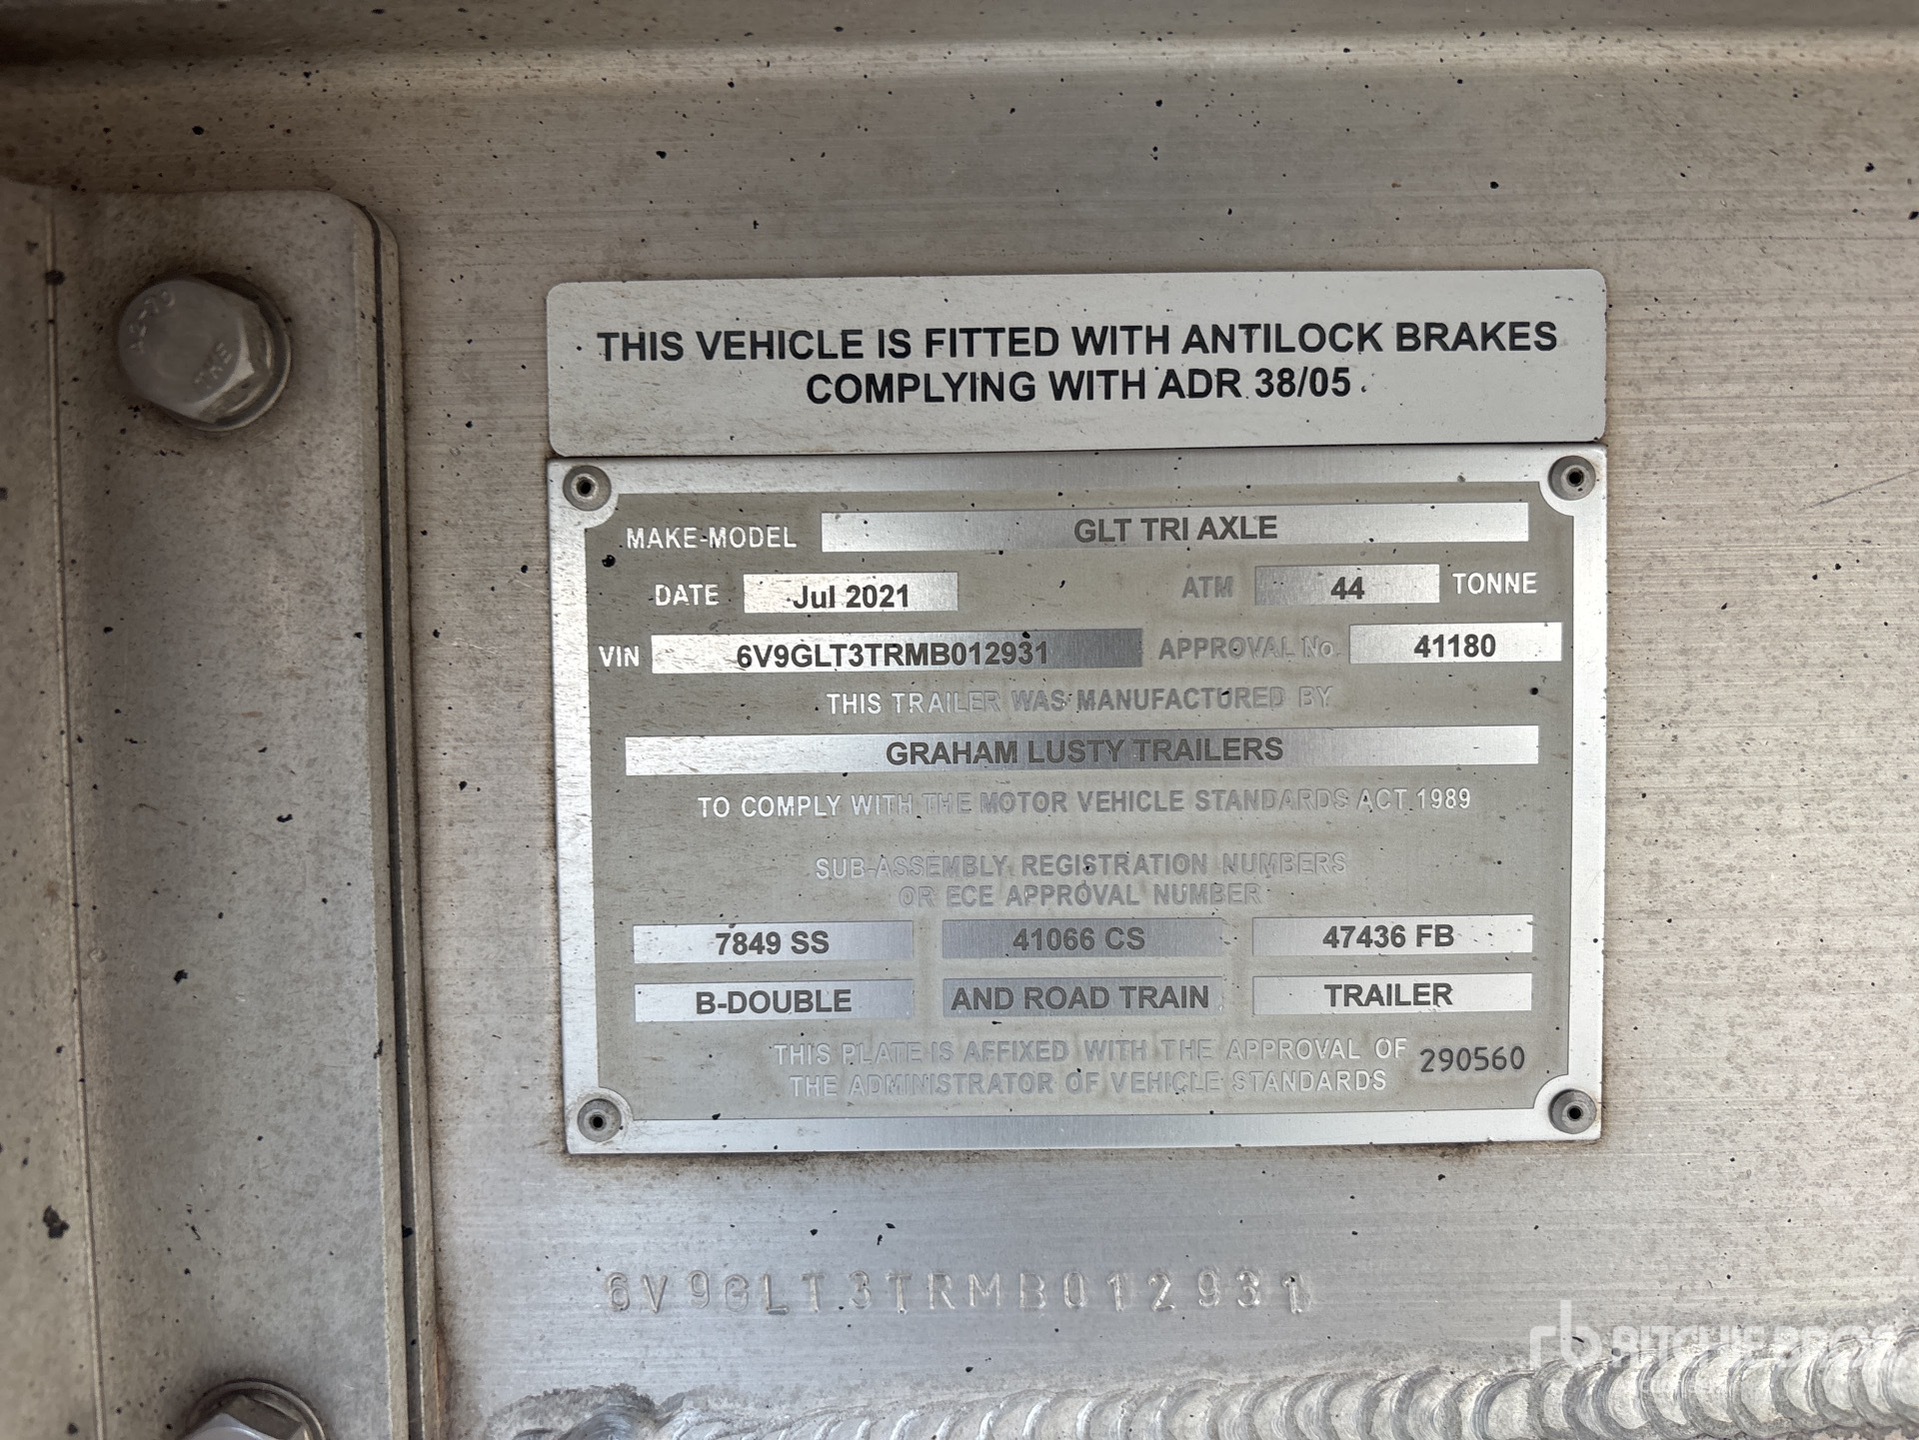 THIS VEHICLE IS FITTED WITH ANTILOCK BRAKES
COMPLYING WITH ADR 38/05
MAKE-MODEL GLT TRI AXLE
DATE Jul 2021 ATM 44 TONNE
VIN 6V9GLT3TRMB012931 APPROVAL No. 41180
THIS TRAILER WAS MANUFACTURED BY
GRAHAM LUSTY TRAILERS
TO COMPLY WITH THE MOTOR VEHICLE STANDARDS ACT 1989
SUB-ASSEMBLY REGISTRATION NUMBERS
OR ECE APPROVAL NUMBER
7849 SS 41066 CS 47436 FB
B-DOUBLE AND ROAD TRAIN TRAILER
THIS PLATE IS AFFIXED WITH THE APPROVAL OF
THE ADMINISTRATOR OF VEHICLE STANDARDS 290560
6V9GLT3TRMB012931
rb RITCHIE BROS